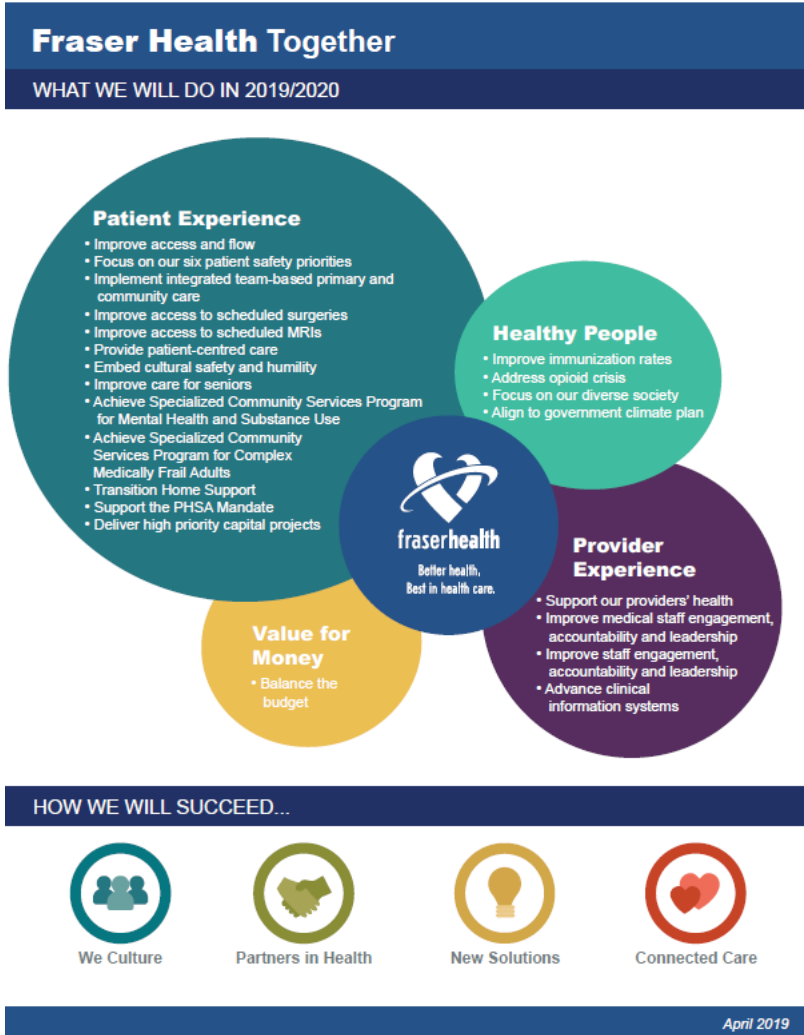 Fraser Health Together
WHAT WE WILL DO IN 2019/2020
Patient Experience
• Improve access and flow
• Focus on our six patient safety priorities
• Implement integrated team-based primary and
community care
• Improve access to scheduled surgeries
• Improve access to scheduled MRIs
• Provide patient-centred care
• Embed cultural safety and humility
• Improve care for seniors
• Achieve Specialized Community Services Program
for Mental Health and Substance Use
• Achieve Specialized Community
Services Program for Complex
Medically Frail Adults
• Transition Home Support
• Support the PHSA Mandate
• Deliver high priority capital projects
Healthy People
• Improve immunization rates
• Address opioid crisis
• Focus on our diverse society
• Align to government climate plan
fraserhealth
Better health.
Best in health care.
Provider
Experience
• Support our providers' health
• Improve medical staff engagement,
accountability and leadership
• Improve staff engagement,
accountability and leadership
• Advance clinical
information systems
Value for
Money
• Balance the
budget
HOW WE WILL SUCCEED...
We Culture
Partners in Health
New Solutions
Connected Care
April 2019